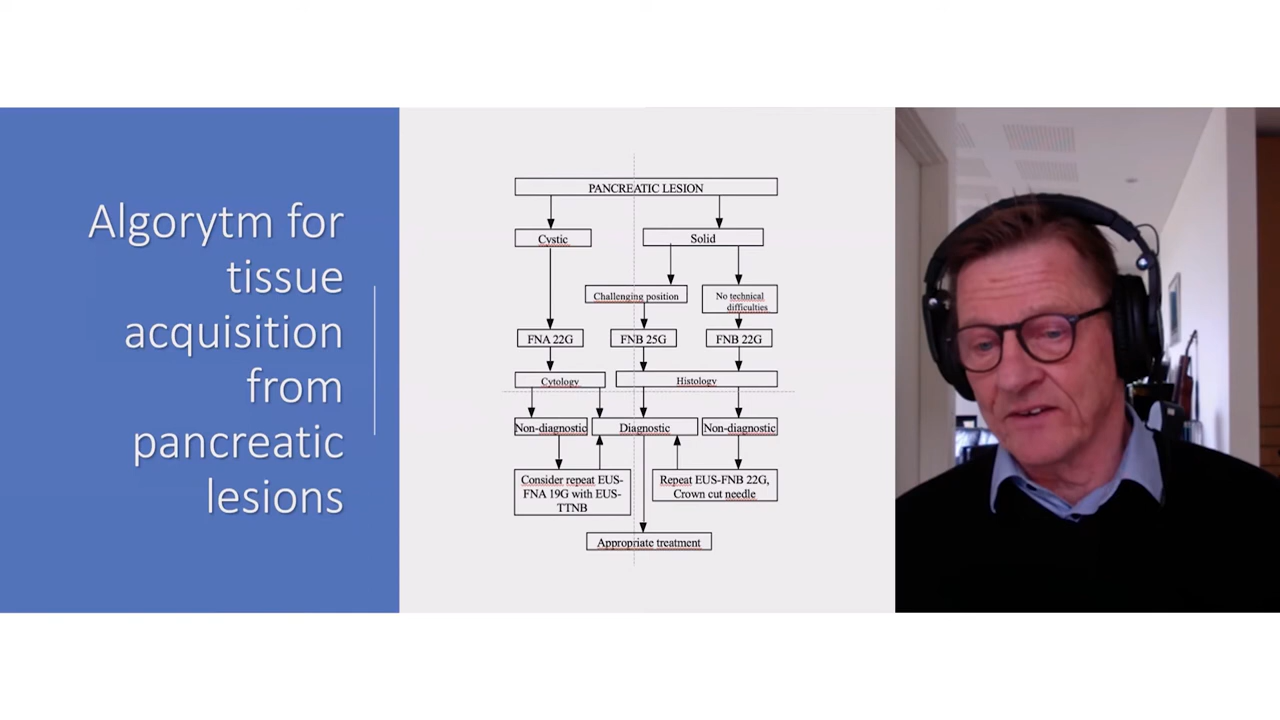 Algorytm for
tissue
acquisition
from
pancreatic
lesions
PANCREATIC LESION
Cystic
Solid
Challenging position
No technical
difficulties
FNA 22G
FNB 25G
FNB 22G
Cytology
Histology
Non-diagnostic
Diagnostic
Non-diagnostic
Consider repeat EUS-
FNA 19G with EUS-
TTNB
Repeat EUS-FNB 22G,
Crown cut needle
Appropriate treatment